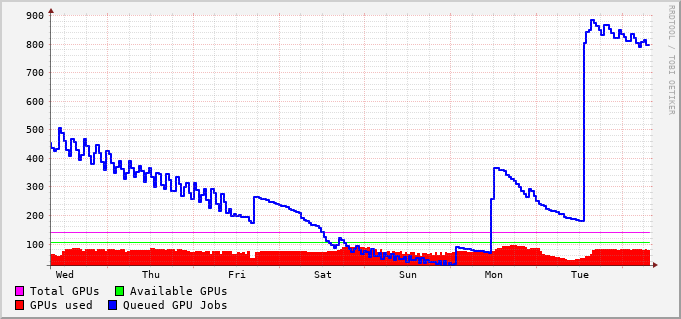 900
800
700
600
500
400
300
200
100
Wed Thu Fri Sat Sun Mon Tue
Total GPUs Available GPUs
GPUs used Queued GPU Jobs
RRDTOOL / TOBI OETIKER